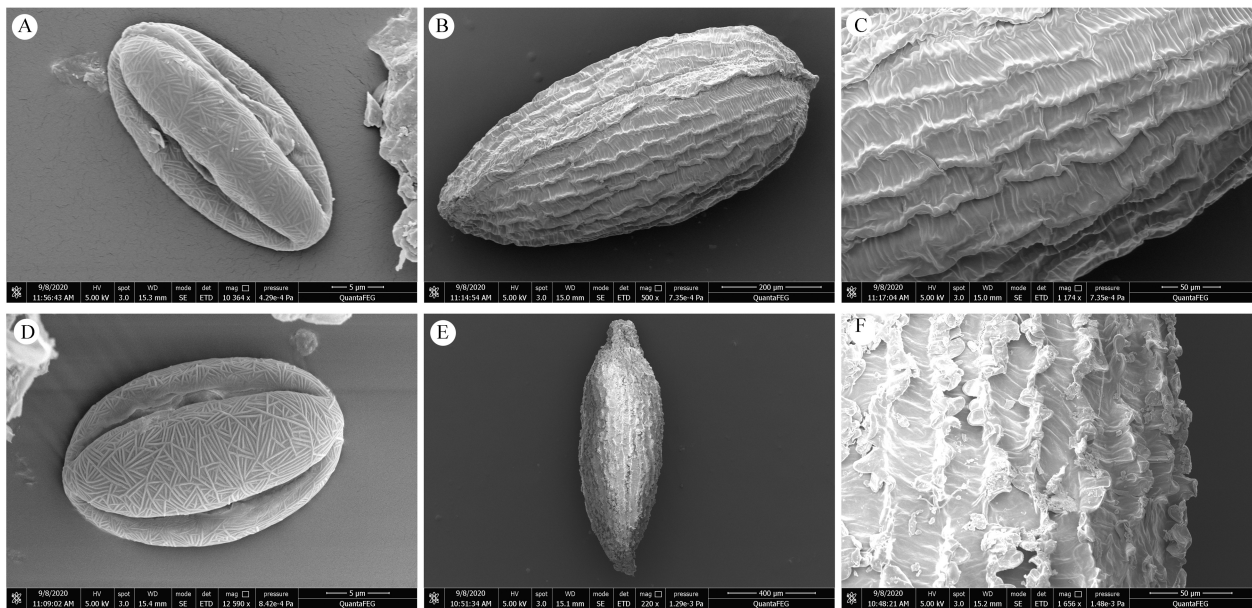 A
B
C
9/8/2020 HV spot WD mode det mag pressure 5 µm
11:56:43 AM 5.00 kV 3.0 15.3 mm SE ETD 10 364 x 4.29e-4 Pa QuantaFEG
9/8/2020 HV spot WD mode det mag pressure 200 µm
11:14:54 AM 5.00 kV 3.0 15.0 mm SE ETD 500 x 7.35e-4 Pa QuantaFEG
9/8/2020 HV spot WD mode det mag pressure 50 µm
11:17:04 AM 5.00 kV 3.0 15.0 mm SE ETD 1 174 x 7.35e-4 Pa QuantaFEG
D
E
F
9/8/2020 HV spot WD mode det mag pressure 5 µm
11:09:02 AM 5.00 kV 3.0 15.4 mm SE ETD 12 590 x 8.42e-4 Pa QuantaFEG
9/8/2020 HV spot WD mode det mag pressure 400 µm
10:51:34 AM 5.00 kV 3.0 15.1 mm SE ETD 220 x 1.29e-3 Pa QuantaFEG
9/8/2020 HV spot WD mode det mag pressure 50 µm
10:48:21 AM 5.00 kV 3.0 15.2 mm SE ETD 1 656 x 1.48e-3 Pa QuantaFEG